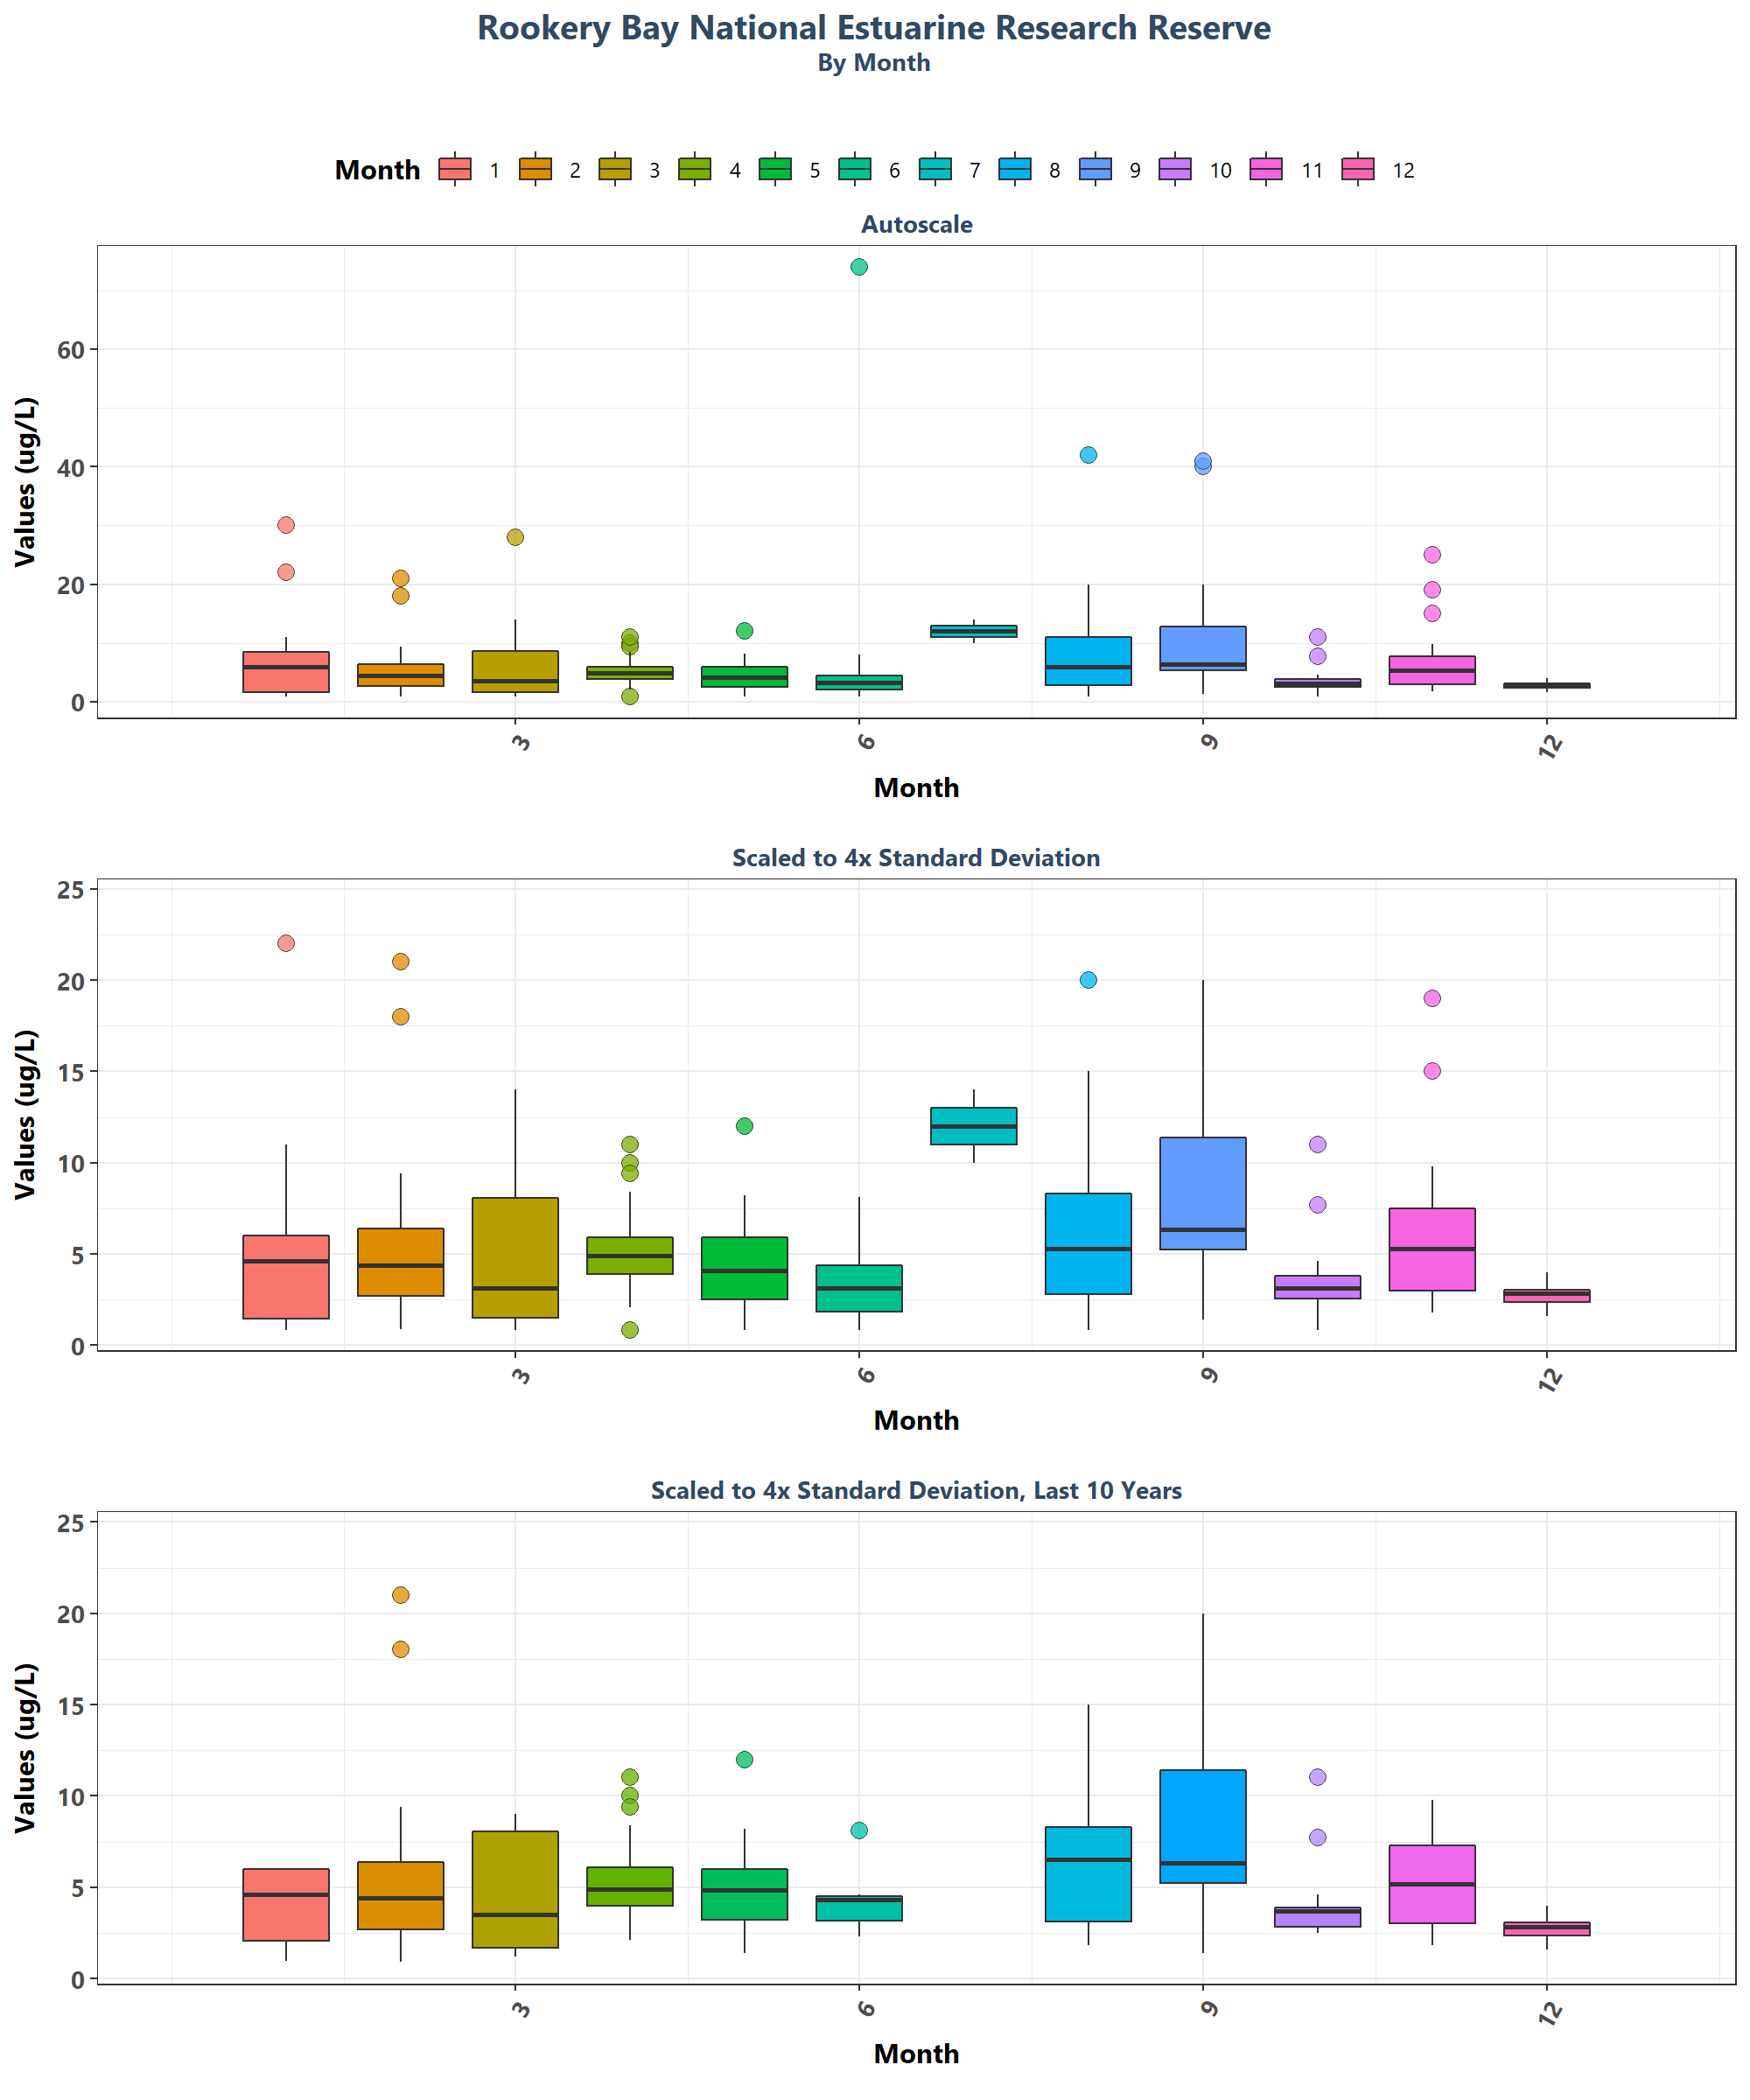 Rookery Bay National Estuarine Research Reserve
By Month
Month 1 2 3 4 5 6 7 8 9 10 11 12
Autoscale
Values (ug/L)
60
40
20
0
3 6 9 12
Month
Scaled to 4x Standard Deviation
Values (ug/L)
25
20
15
10
5
0
3 6 9 12
Month
Scaled to 4x Standard Deviation, Last 10 Years
Values (ug/L)
25
20
15
10
5
0
3 6 9 12
Month